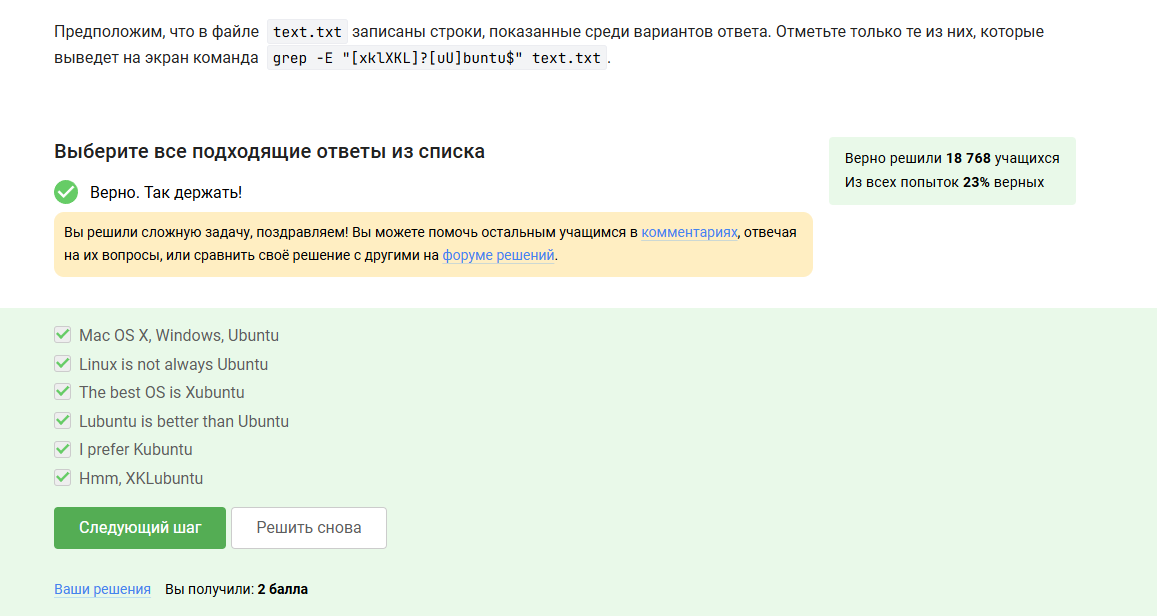 Предположим, что в файле text.txt записаны строки, показанные среди вариантов ответа. Отметьте только те из них, которые
выведет на экран команда grep -E "[xklXKL]?[uU]buntu$" text.txt.
Выберите все подходящие ответы из списка
Верно решили 18 768 учащихся
Из всех попыток 23% верных
Верно. Так держать!
Вы решили сложную задачу, поздравляем! Вы можете помочь остальным учащимся в комментариях, отвечая
на их вопросы, или сравнить своё решение с другими на форуме решений.
Mac OS X, Windows, Ubuntu
Linux is not always Ubuntu
The best OS is Xubuntu
Lubuntu is better than Ubuntu
I prefer Kubuntu
Hmm, XKLubuntu
Следующий шаг
Решить снова
Ваши решения Вы получили: 2 балла